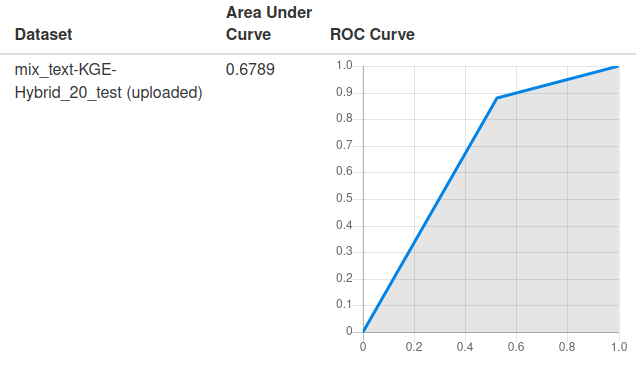 Dataset
Area Under
Curve
ROC Curve
mix_text-KGE-
Hybrid_20_test (uploaded)
0.6789
1.0
0.9
0.8
0.7
0.6
0.5
0.4
0.3
0.2
0.1
0
0 0.2 0.4 0.6 0.8 1.0